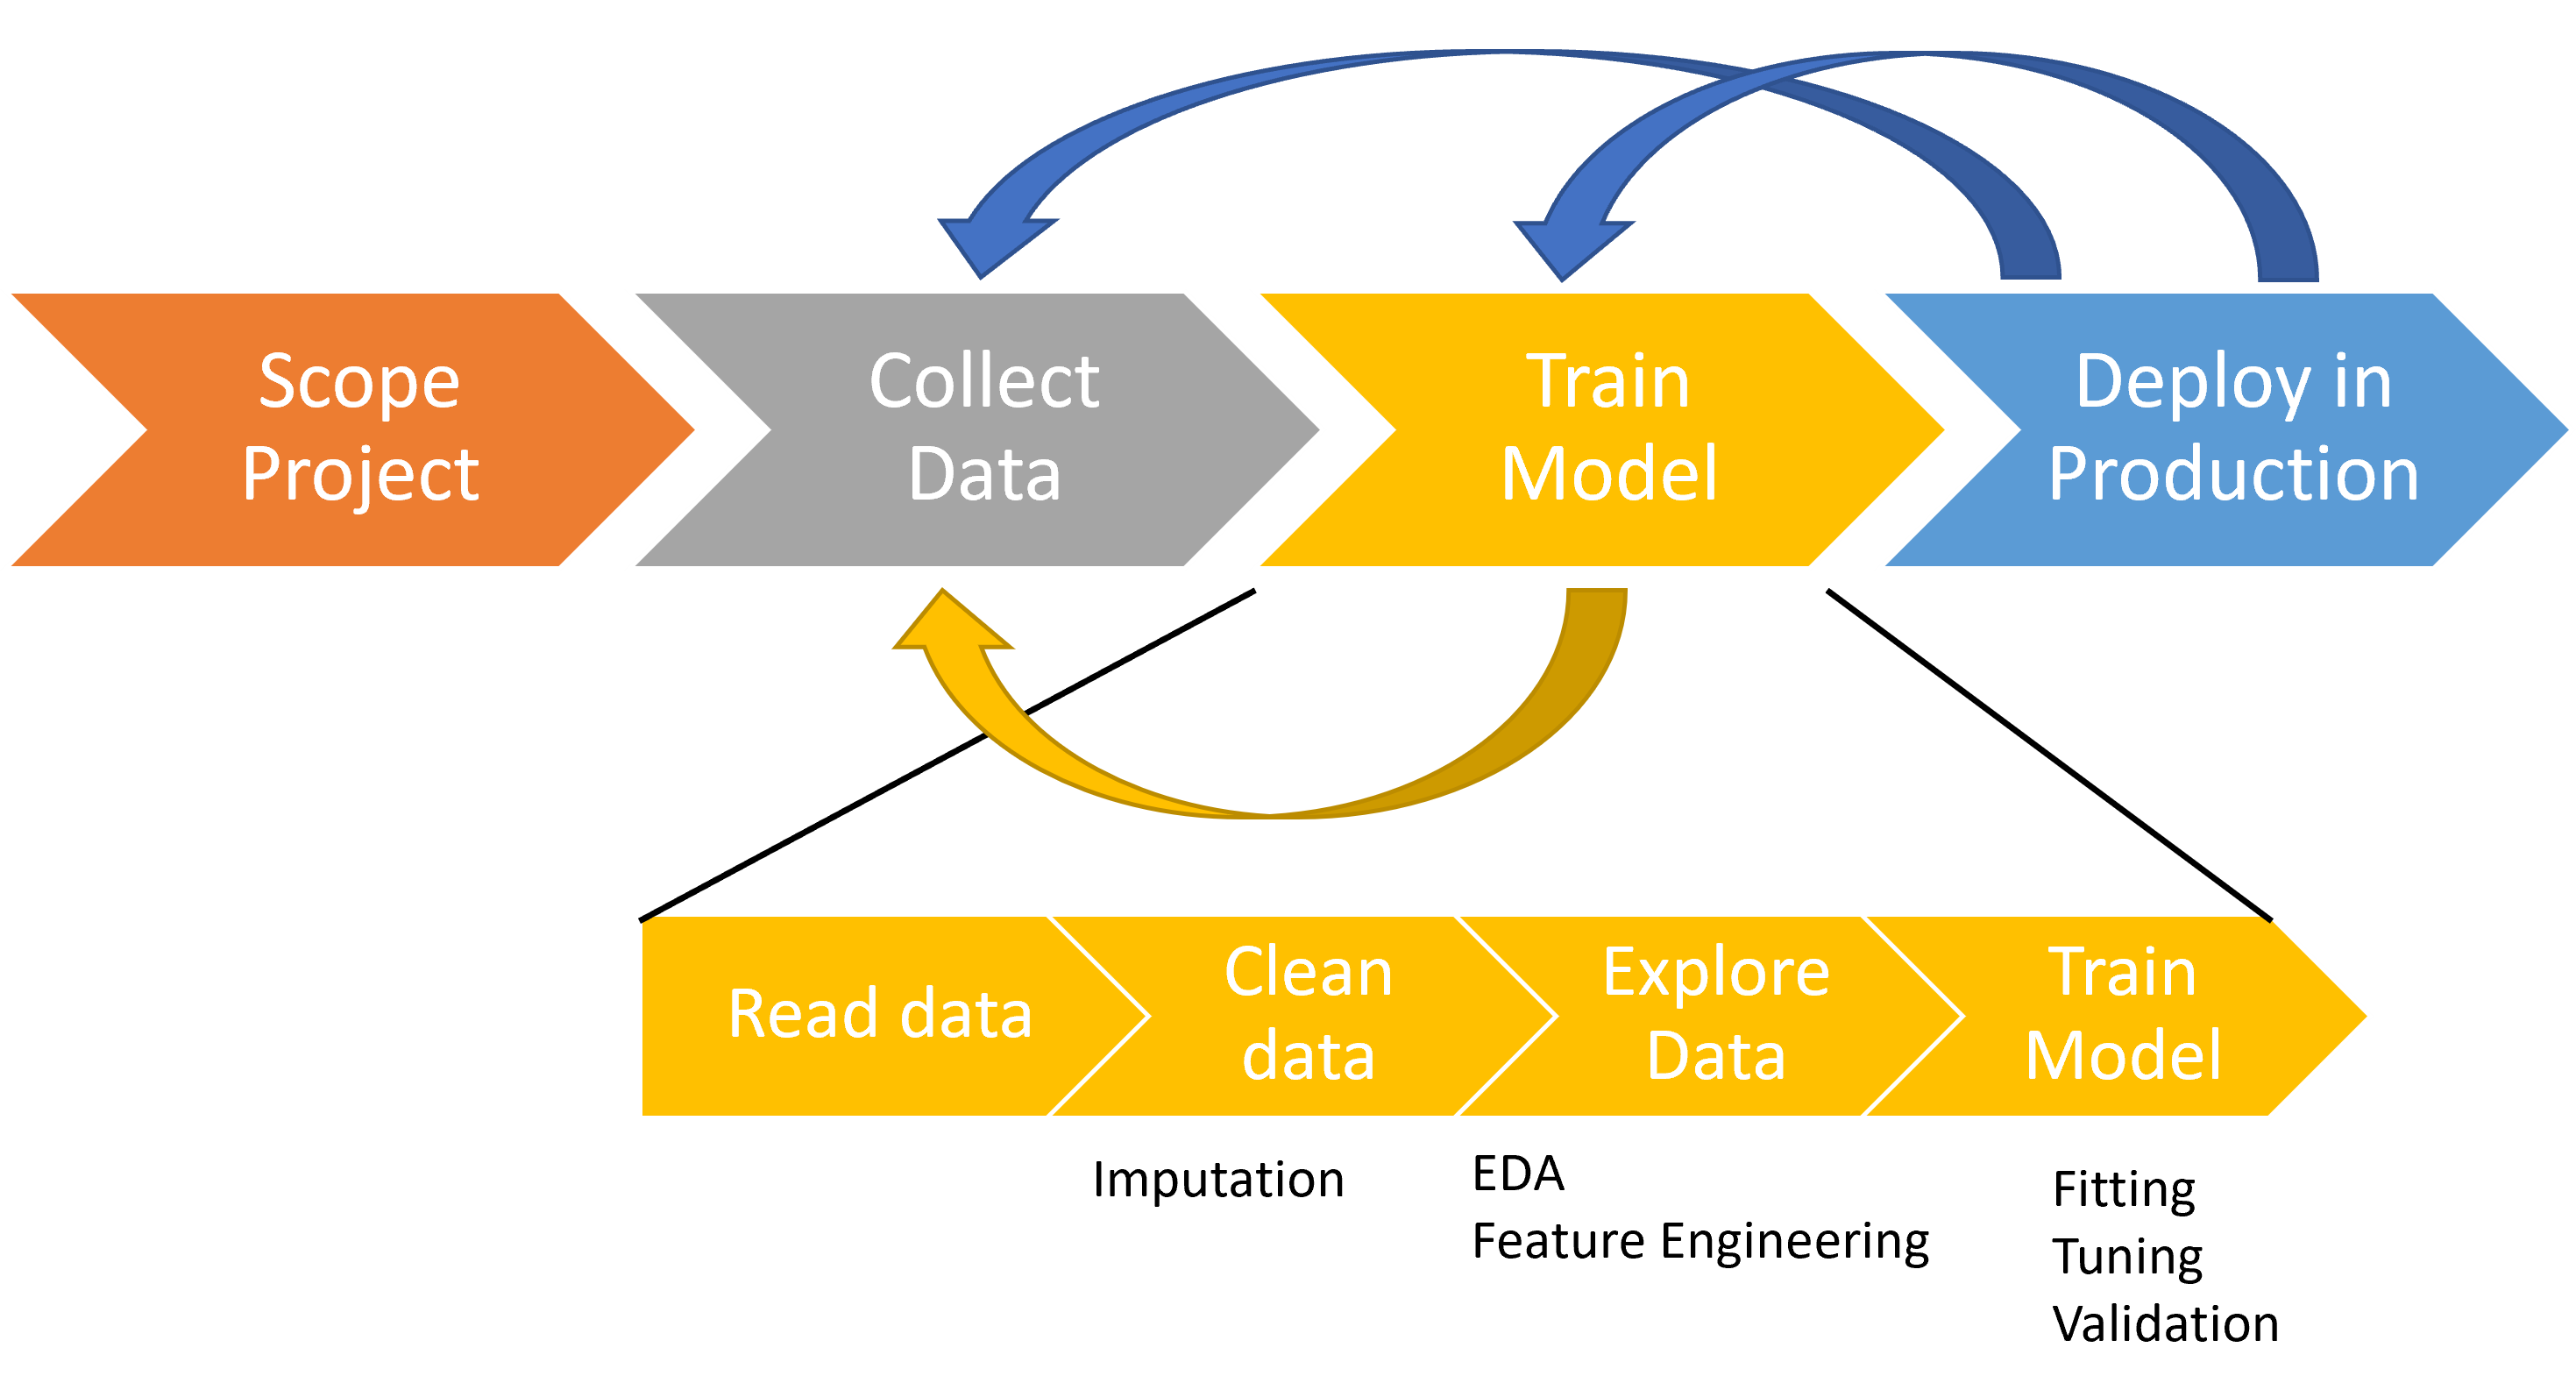 Scope
Project
Collect
Data
Train
Model
Deploy in
Production
Read data
Clean
data
Explore
Data
Train
Model
Imputation
EDA
Feature Engineering
Fitting
Tuning
Validation